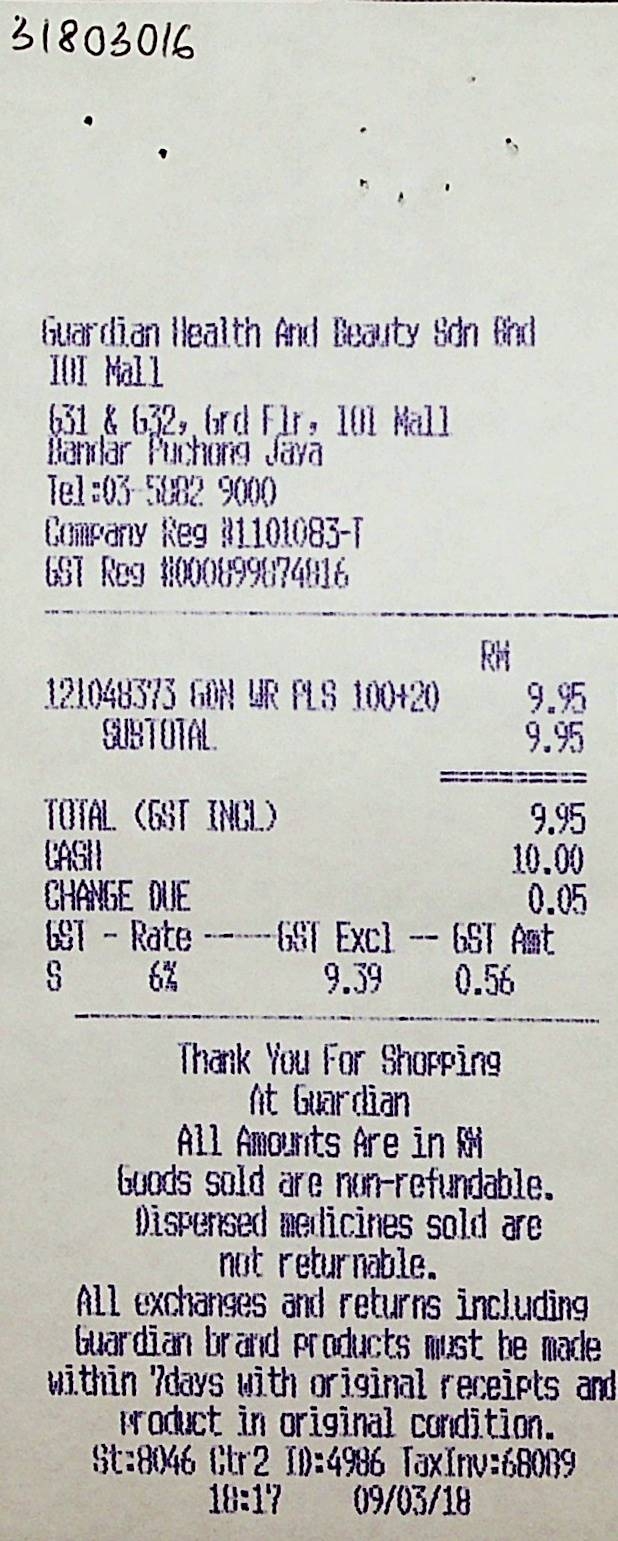 31803016
Guardian Health And Beauty Sdn Bhd
IOI Mall
G31 & G32, Grd Flr, IOI Mall
Bandar Puchong Jaya
Tel:03-5882 9000
Company Reg #1101083-T
GST Reg #000899874816
RM
121048373 GDN WR PLS 100+20 9.95
SUBTOTAL 9.95
==========
TOTAL (GST INCL) 9.95
CASH 10.00
CHANGE DUE 0.05
GST - Rate -----GST Excl -- GST Amt
S 6% 9.39 0.56
Thank You For Shopping
At Guardian
All Amounts Are in RM
Goods sold are non-refundable.
Dispensed medicines sold are
not returnable.
All exchanges and returns including
Guardian brand products must be made
within 7days with original receipts and
product in original condition.
St:8046 Ctr2 ID:4986 TaxInv:68089
18:17 09/03/18